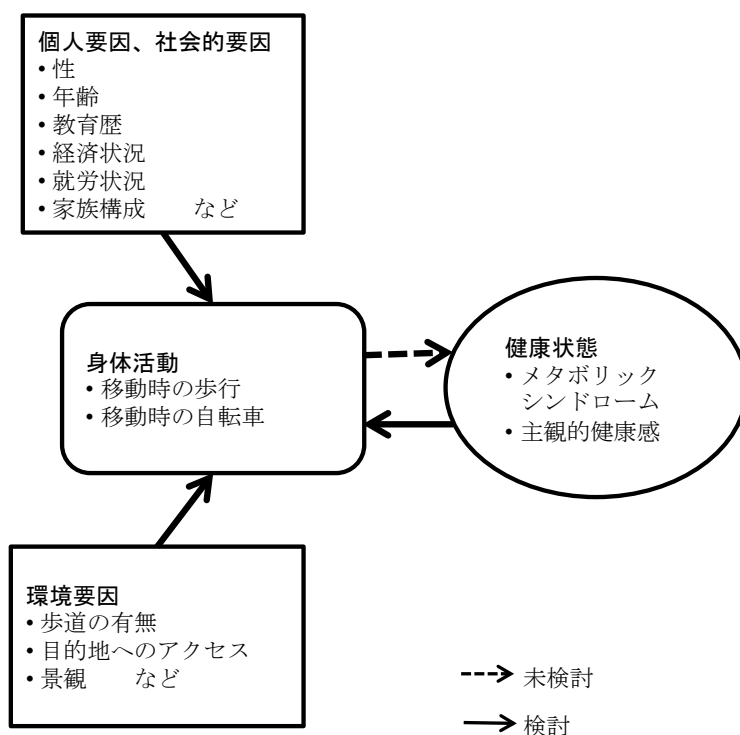 個人要因、社会的要因
• 性
• 年齢
• 教育歴
• 経済状況
• 就労状況
• 家族構成　　など
身体活動
• 移動時の歩行
• 移動時の自転車
健康状態
• メタボリック
シンドローム
• 主観的健康感
環境要因
• 歩道の有無
• 目的地へのアクセス
• 景観　　など
未検討
検討